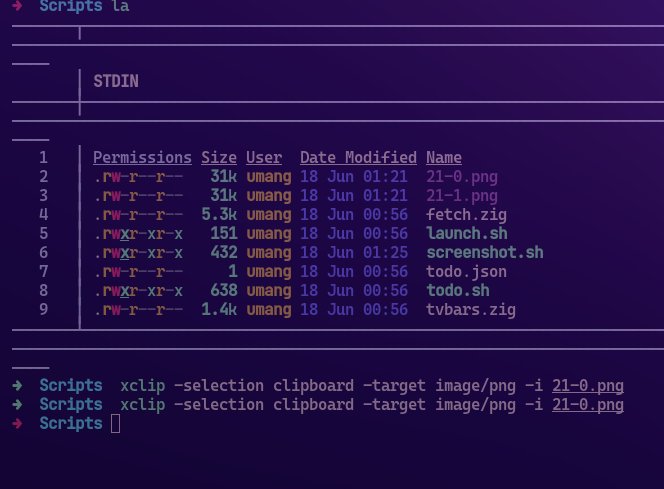 ➜ Scripts la
STDIN
1 Permissions Size User Date Modified Name
2 .rw-r--r-- 31k umang 18 Jun 01:21 21-0.png
3 .rw-r--r-- 31k umang 18 Jun 01:21 21-1.png
4 .rw-r--r-- 5.3k umang 18 Jun 00:56 fetch.zig
5 .rwxr-xr-x 151 umang 18 Jun 00:56 launch.sh
6 .rwxr-xr-x 432 umang 18 Jun 01:25 screenshot.sh
7 .rw-r--r-- 1 umang 18 Jun 00:56 todo.json
8 .rwxr-xr-x 638 umang 18 Jun 00:56 todo.sh
9 .rw-r--r-- 1.4k umang 18 Jun 00:56 tvbars.zig
➜ Scripts xclip -selection clipboard -target image/png -i 21-0.png
➜ Scripts xclip -selection clipboard -target image/png -i 21-0.png
➜ Scripts